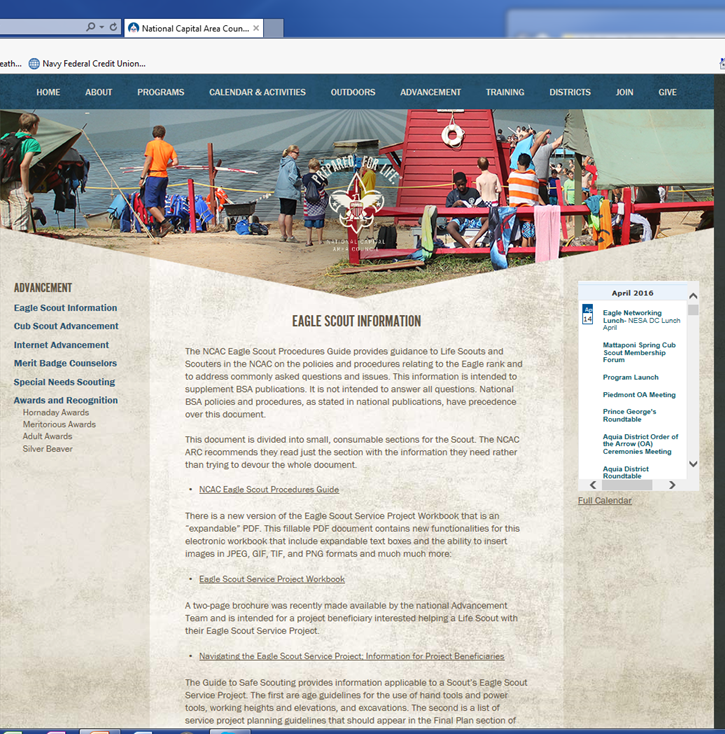 National Capital Area Coun...
eath...
Navy Federal Credit Union...
HOME ABOUT PROGRAMS CALENDAR & ACTIVITIES OUTDOORS ADVANCEMENT TRAINING DISTRICTS JOIN GIVE
PREPARED. FOR LIFE.
NATIONAL CAPITAL
AREA COUNCIL
ADVANCEMENT
Eagle Scout Information
Cub Scout Advancement
Internet Advancement
Merit Badge Counselors
Special Needs Scouting
Awards and Recognition
Hornaday Awards
Meritorious Awards
Adult Awards
Silver Beaver
EAGLE SCOUT INFORMATION
The NCAC Eagle Scout Procedures Guide provides guidance to Life Scouts and
Scouters in the NCAC on the policies and procedures relating to the Eagle rank and
to address commonly asked questions and issues. This information is intended to
supplement BSA publications. It is not intended to answer all questions. National
BSA policies and procedures, as stated in national publications, have precedence
over this document.
This document is divided into small, consumable sections for the Scout. The NCAC
ARC recommends they read just the section with the information they need rather
than trying to devour the whole document.
• NCAC Eagle Scout Procedures Guide
There is a new version of the Eagle Scout Service Project Workbook that is an
"expandable" PDF. This fillable PDF document contains new functionalities for this
electronic workbook that include expandable text boxes and the ability to insert
images in JPEG, GIF, TIF, and PNG formats and much much more:
• Eagle Scout Service Project Workbook
A two-page brochure was recently made available by the national Advancement
Team and is intended for a project beneficiary interested helping a Life Scout with
their Eagle Scout Service Project.
• Navigating the Eagle Scout Service Project; Information for Project Beneficiaries
The Guide to Safe Scouting provides information applicable to a Scout's Eagle Scout
Service Project. The first are age guidelines for the use of hand tools and power
tools, working heights and elevations, and excavations. The second is a list of
service project planning guidelines that should appear in the Final Plan section of
April 2016
Ap
14
Eagle Networking
Lunch- NESA DC Lunch
April
Mattaponi Spring Cub
Scout Membership
Forum
Program Launch
Piedmont OA Meeting
Prince George's
Roundtable
Aquia District Order of
the Arrow (OA)
Ceremonies Meeting
Aquia District
Roundtable
Full Calendar